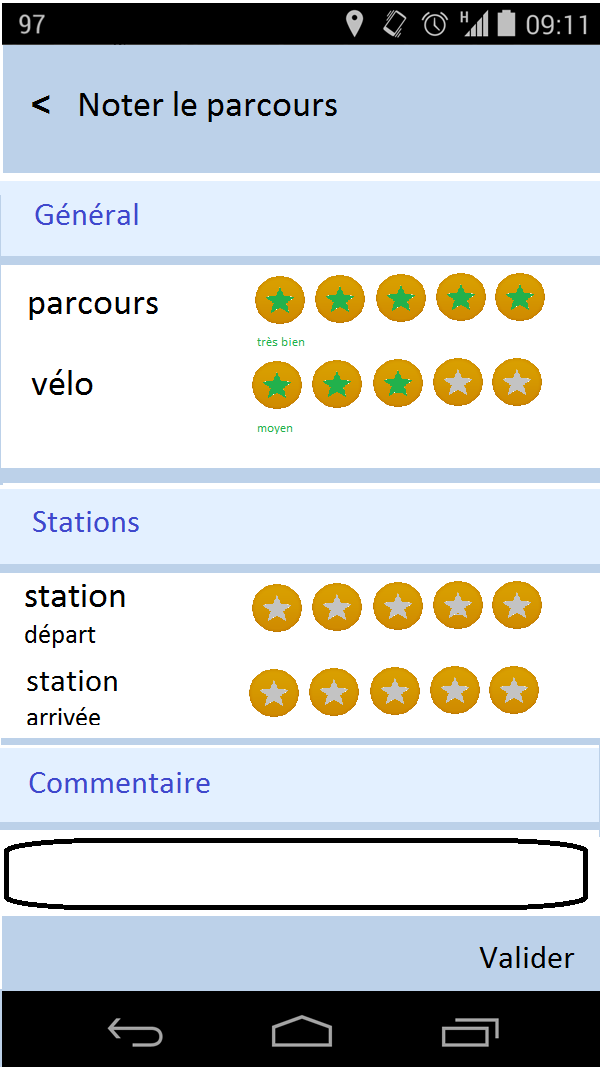 97 H 09:11
< Noter le parcours
Général
parcours
très bien
vélo
moyen
Stations
station
départ
station
arrivée
Commentaire
Valider